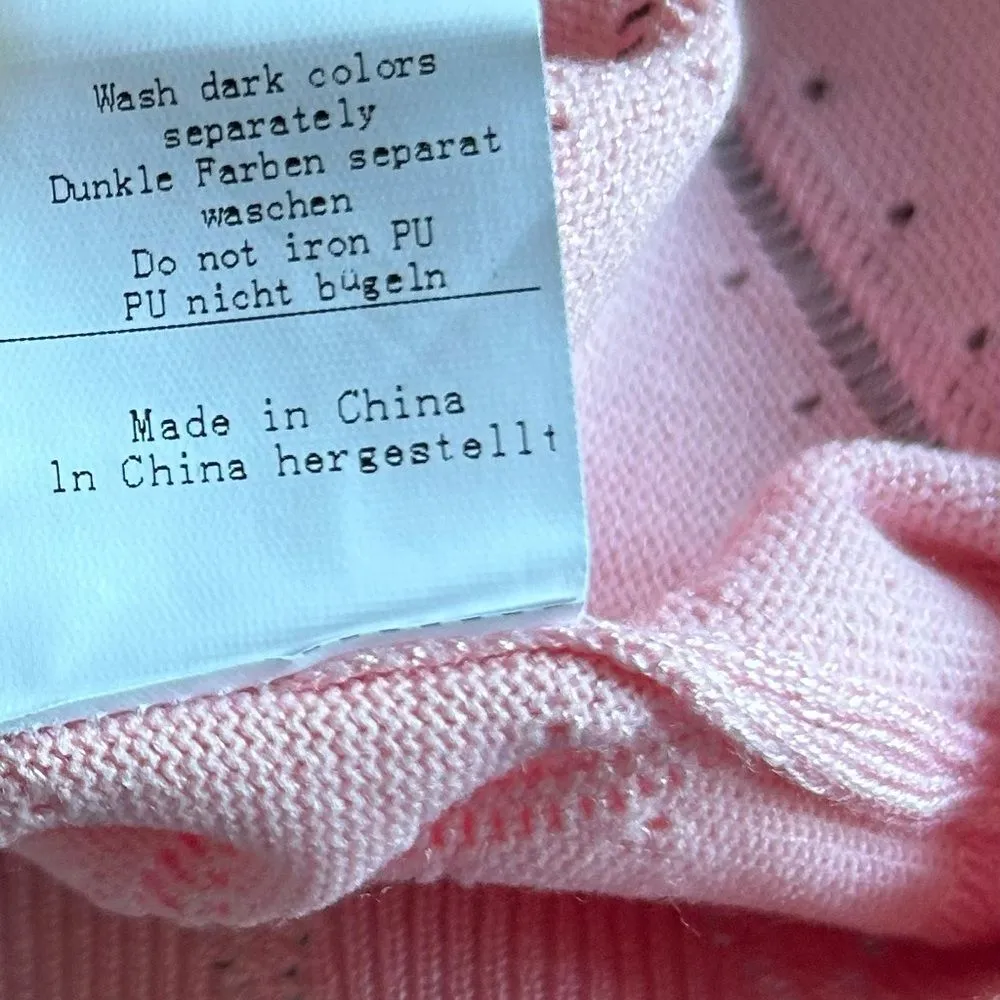 Wash dark colors
separately
Dunkle Farben separat
waschen
Do not iron PU
PU nicht bügeln
Made in China
ln China hergestellt